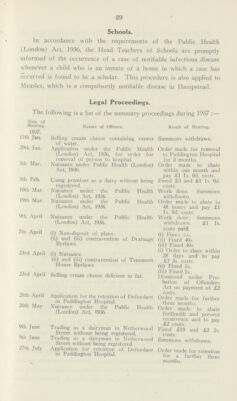 89
Schools.
In accordance with the requirements of the Public Health
(London) Act, 1936, the Head Teachers of Schools are promptly
informed of the occurrence of a case of notifiable infectious disease
whenever a child who is an inmate of a home in which a case has
occurred is found to be a scholar. This procedure is also applied to
Measles, which is a compulsorily notifiable disease in Hampstead.
Legal Proceedings.
The following is a list of the summary proceedings during 1937 :—
Date of
Hearing
1937.
Nature of Offence.
Result of Hearing.
15th Jan. Selling cream cheese containing excess of water. Summons withdrawn.
29th Jan. Application under the Public Health Order made for removal
(London) Act, 1936, for order for to Paddington Hospital
removal of person to hospital. for 3 months.
5th Mar. Nuisance under Public Health (London) Order made to abate
Act, 1936. within one month and
pay £1 1s. 0d. costs.
5th Feb. Using premises as a dairy without being Fined £3 and £1 1s. 0d.
registered. costs.
19th Mar. Nuisance under the Public Health Work done. Summons
(London) Act, 1936. withdrawn.
19th Mar. Nuisance under the Public Health Order made to abate in
(London) Act, 1936. 48 hours and pay £1
1s. 0d. costs.
9th April Nuisance under the Public Health Work done; Summons
(London) Act, 1936. withdrawn. £1 1s.
costs paid.
7th April (i) Non-deposit of plans.
(ii) and (iii) contravention of Drainage
Byelaws.
(iii) Fined 40s.
23rd April (i) Nuisance (i) Order to abate within
(ii) and (iii) contravention of Tenement 28 days and to pay
House Byelaws. £2 2s. costs.
(ii) Fined 1s.
(iii) Fined 1s.
23rd April Selling cream cheese deficient in fat. Dismissed under Probation
of Offenders
Act on payment of £2
costs.
20th April Application for the retention of Defendant Order made for further
in Paddington Hospital. three months.
20th May Nuisance under the Public Health Order made to abate
(London) Act, 1936 forthwith and prevent
recurrence and to pay
£2 costs.
9th June Trading as a dairyman in Netherwood Fined £10 and £2 2s.
Street without being registered. costs.
9th June Trading as a dairyman in Netherwood Summons withdrawn.
Street without being registered.
27th July Application for retention of Defendant Order made for retention
in Paddington Hospital. for a further three
months.